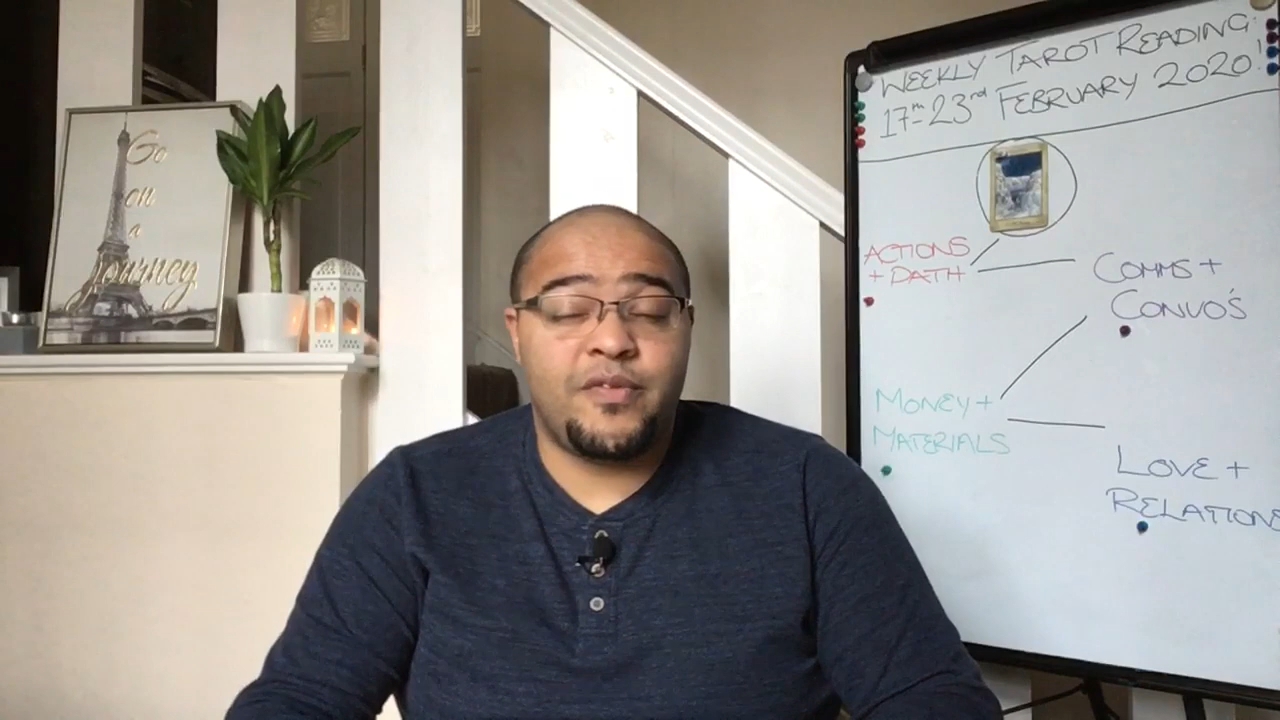 Go
on
a
Journey
WEEKLY TAROT READING:
17TH-23rd FEBRUARY 2020!
ACTIONS
+ PATH
COMMS +
CONVO'S
MONEY +
MATERIALS
LOVE +
RELATIONS